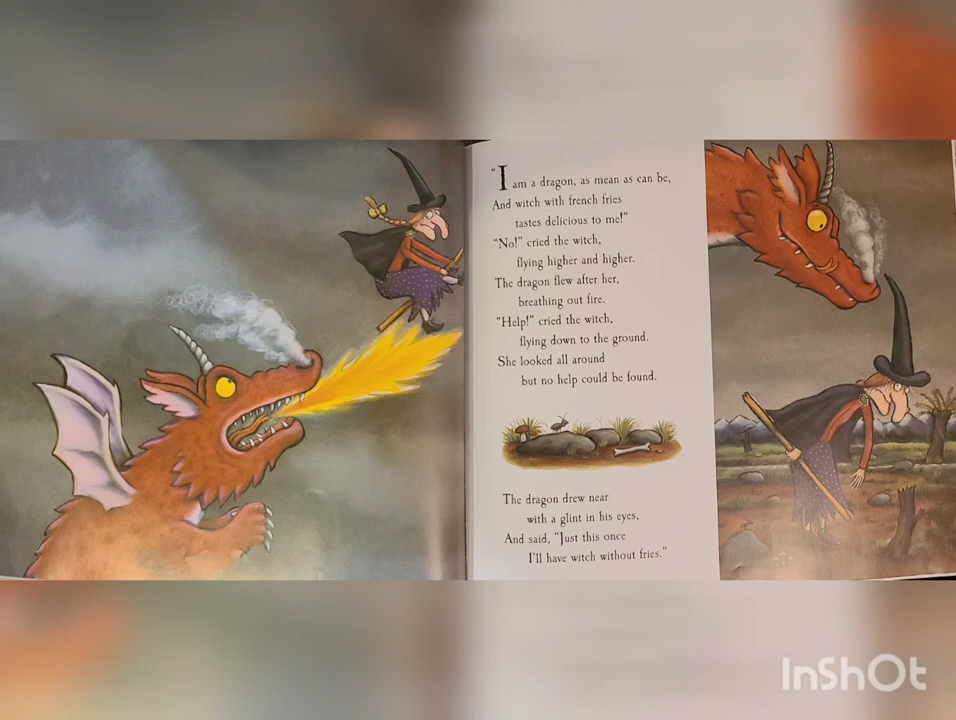 "I am a dragon, as mean as can be,
And witch with french fries
tastes delicious to me!"
"No!" cried the witch,
flying higher and higher.
The dragon flew after her,
breathing out fire.
"Help!" cried the witch,
flying down to the ground.
She looked all around
but no help could be found.
The dragon drew near
with a glint in his eyes,
And said, "Just this once
I'll have witch without fries."
InShOt